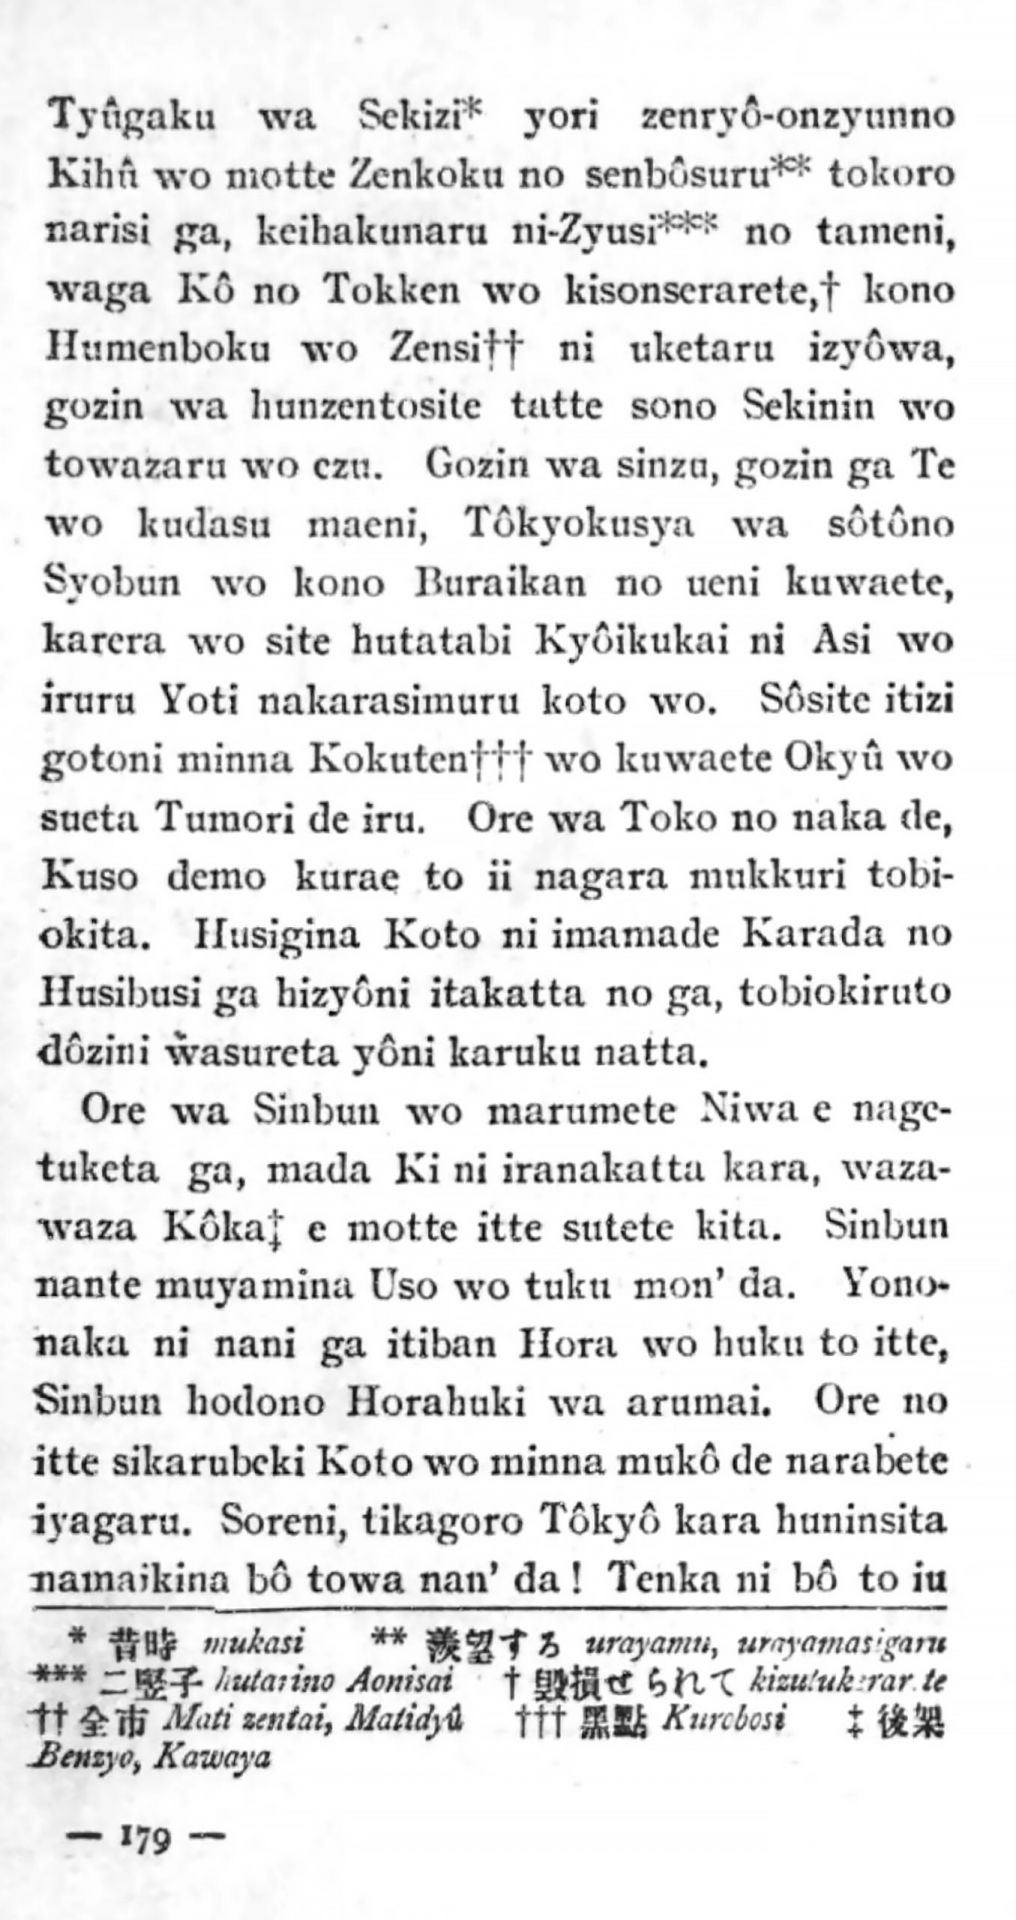 Tyûgaku wa Sekizi* yori zenryô-onzyunno
Kihû wo motte Zenkoku no senbôsuru** tokoro
narisi ga, keihakunaru ni-Zyusi*** no tameni,
waga Kô no Tokken wo kisonserarete,† kono
Humenboku wo Zensi†† ni uketaru izyôwa,
gozin wa hunzentosite tatte sono Sekinin wo
towazaru wo ezu. Gozin wa sinzu, gozin ga Te
wo kudasu maeni, Tôkyokusya wa sôtôno
Syobun wo kono Buraikan no ueni kuwaete,
karera wo site hutatabi Kyôikukai ni Asi wo
iruru Yoti nakarasimuru koto wo. Sôsite itizi
gotoni minna Kokuten††† wo kuwaete Okyû wo
sueta Tumori de iru. Ore wa Toko no naka de,
Kuso demo kurae to ii nagara mukkuri tobi-
okita. Husigina Koto ni imamade Karada no
Husibusi ga hizyôni itakatta no ga, tobiokiruto
dôzini wasureta yôni karuku natta.
Ore wa Sinbun wo marumete Niwa e nage-
tuketa ga, mada Ki ni iranakatta kara, waza-
waza Kôka‡ e motte itte sutete kita. Sinbun
nante muyamina Uso wo tuku mon' da. Yono-
naka ni nani ga itiban Hora wo huku to itte,
Sinbun hodono Horahuki wa arumai. Ore no
itte sikarubeki Koto wo minna mukô de narabete
iyagaru. Soreni, tikagoro Tôkyô kara huninsita
namaikina bô towa nan' da! Tenka ni bô to iu
* 昔時 mukasi ** 羨望する urayamu, urayamasigaru
*** 二豎子 hutarino Aonisai † 毀損せられて kizutukerarete
†† 全市 Mati zentai, Matidyû ††† 黑點 Kurobosi ‡ 後架
Benzyo, Kawaya
— 179 —